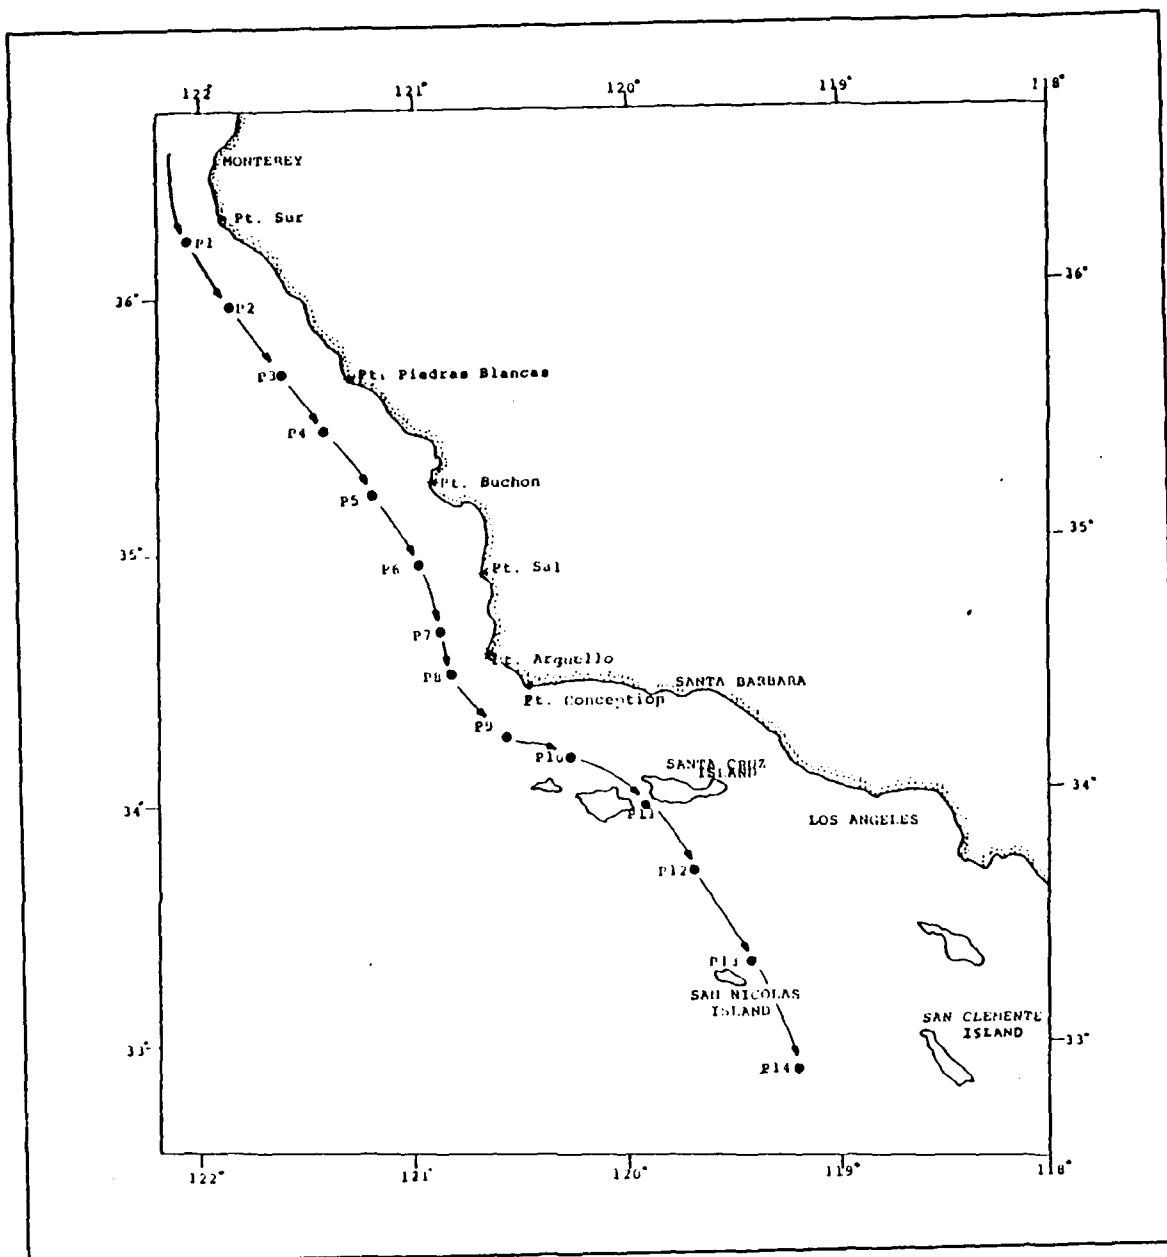 122°
121°
120°
119°
118°
MONTEREY
Pt. Sur
P1
36°
36°
P2
P3
Pt. Piedras Blancas
P4
Pt. Buchon
P5
35°
35°
P6
Pt. Sal
P7
Pt. Arguello
P8
SANTA BARBARA
Pt. Conception
P9
P10
SANTA CRUZ
ISLAND
34°
34°
P11
LOS ANGELES
P12
P13
SAN NICOLAS
ISLAND
SAN CLEMENTE
ISLAND
33°
33°
P14
122°
121°
120°
119°
118°